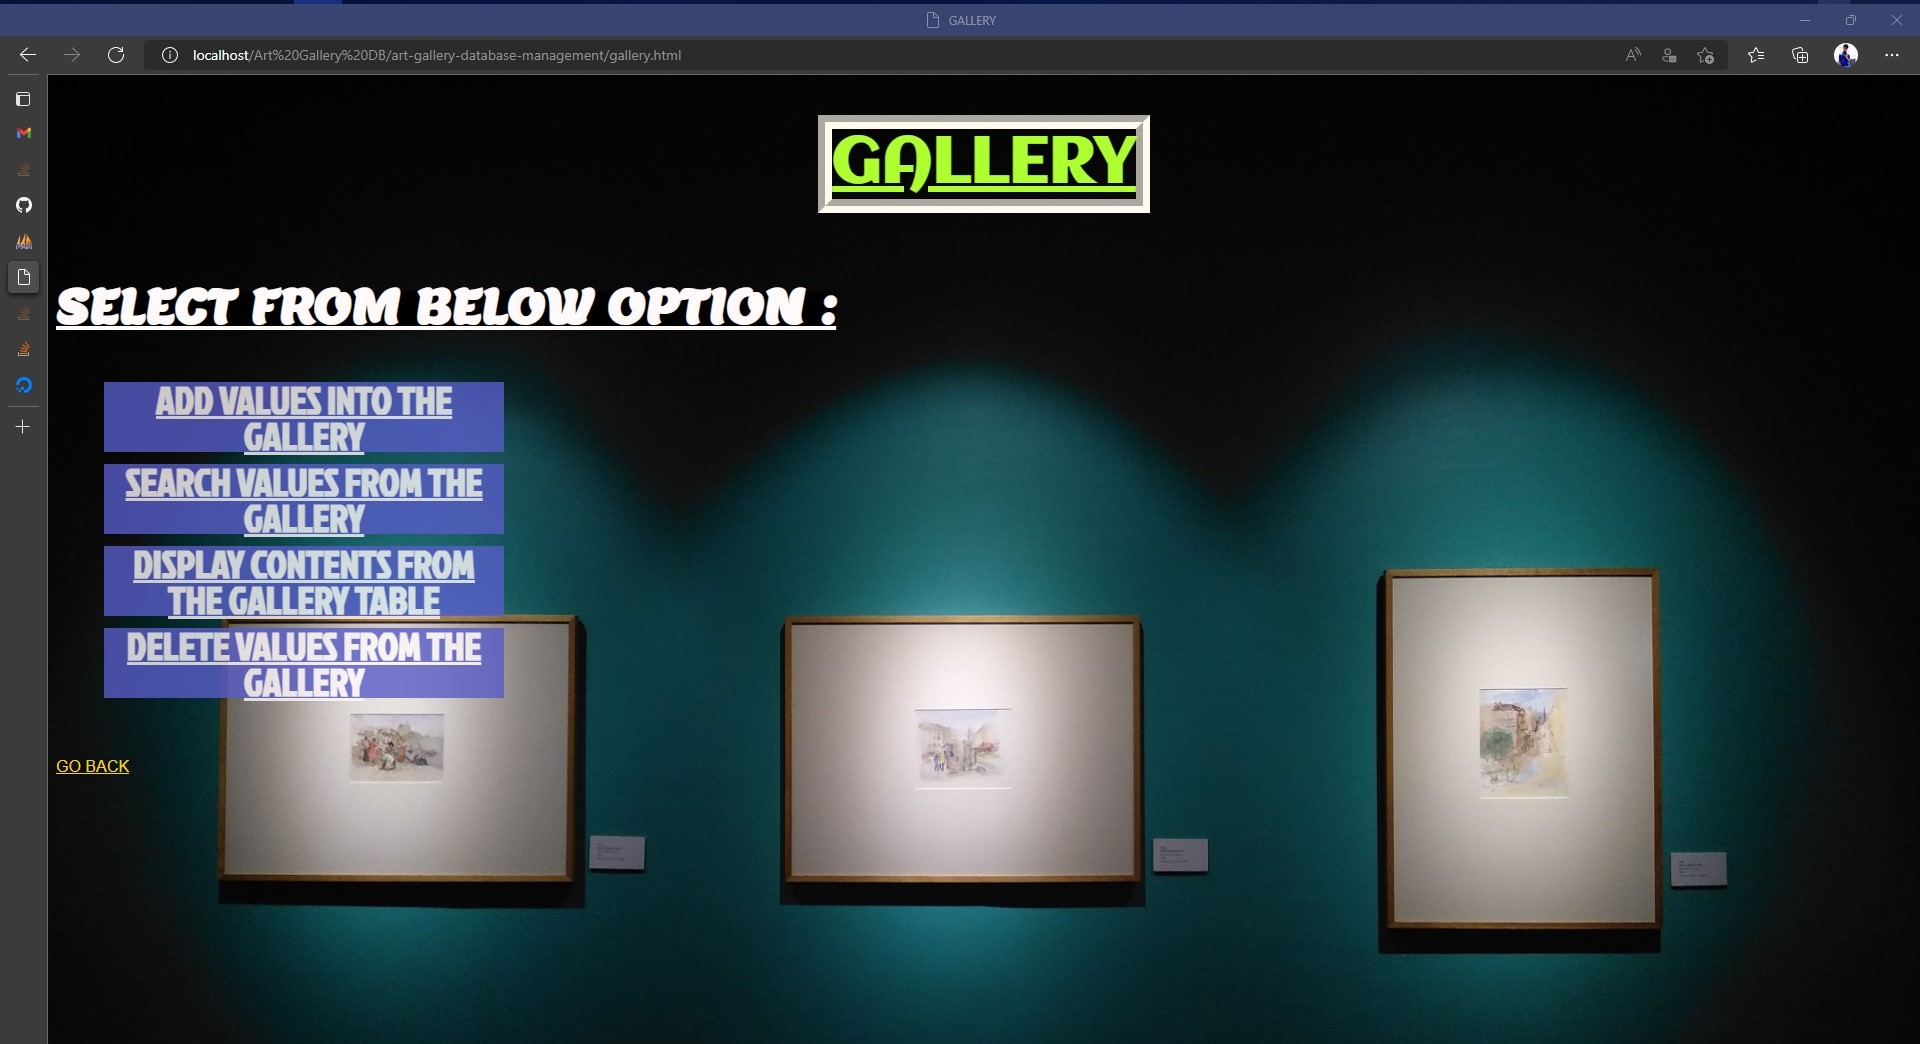 GALLERY
localhost/Art%20Gallery%20DB/art-gallery-database-management/gallery.html
GALLERY
SELECT FROM BELOW OPTION :
ADD VALUES INTO THE
GALLERY
SEARCH VALUES FROM THE
GALLERY
DISPLAY CONTENTS FROM
THE GALLERY TABLE
DELETE VALUES FROM THE
GALLERY
GO BACK